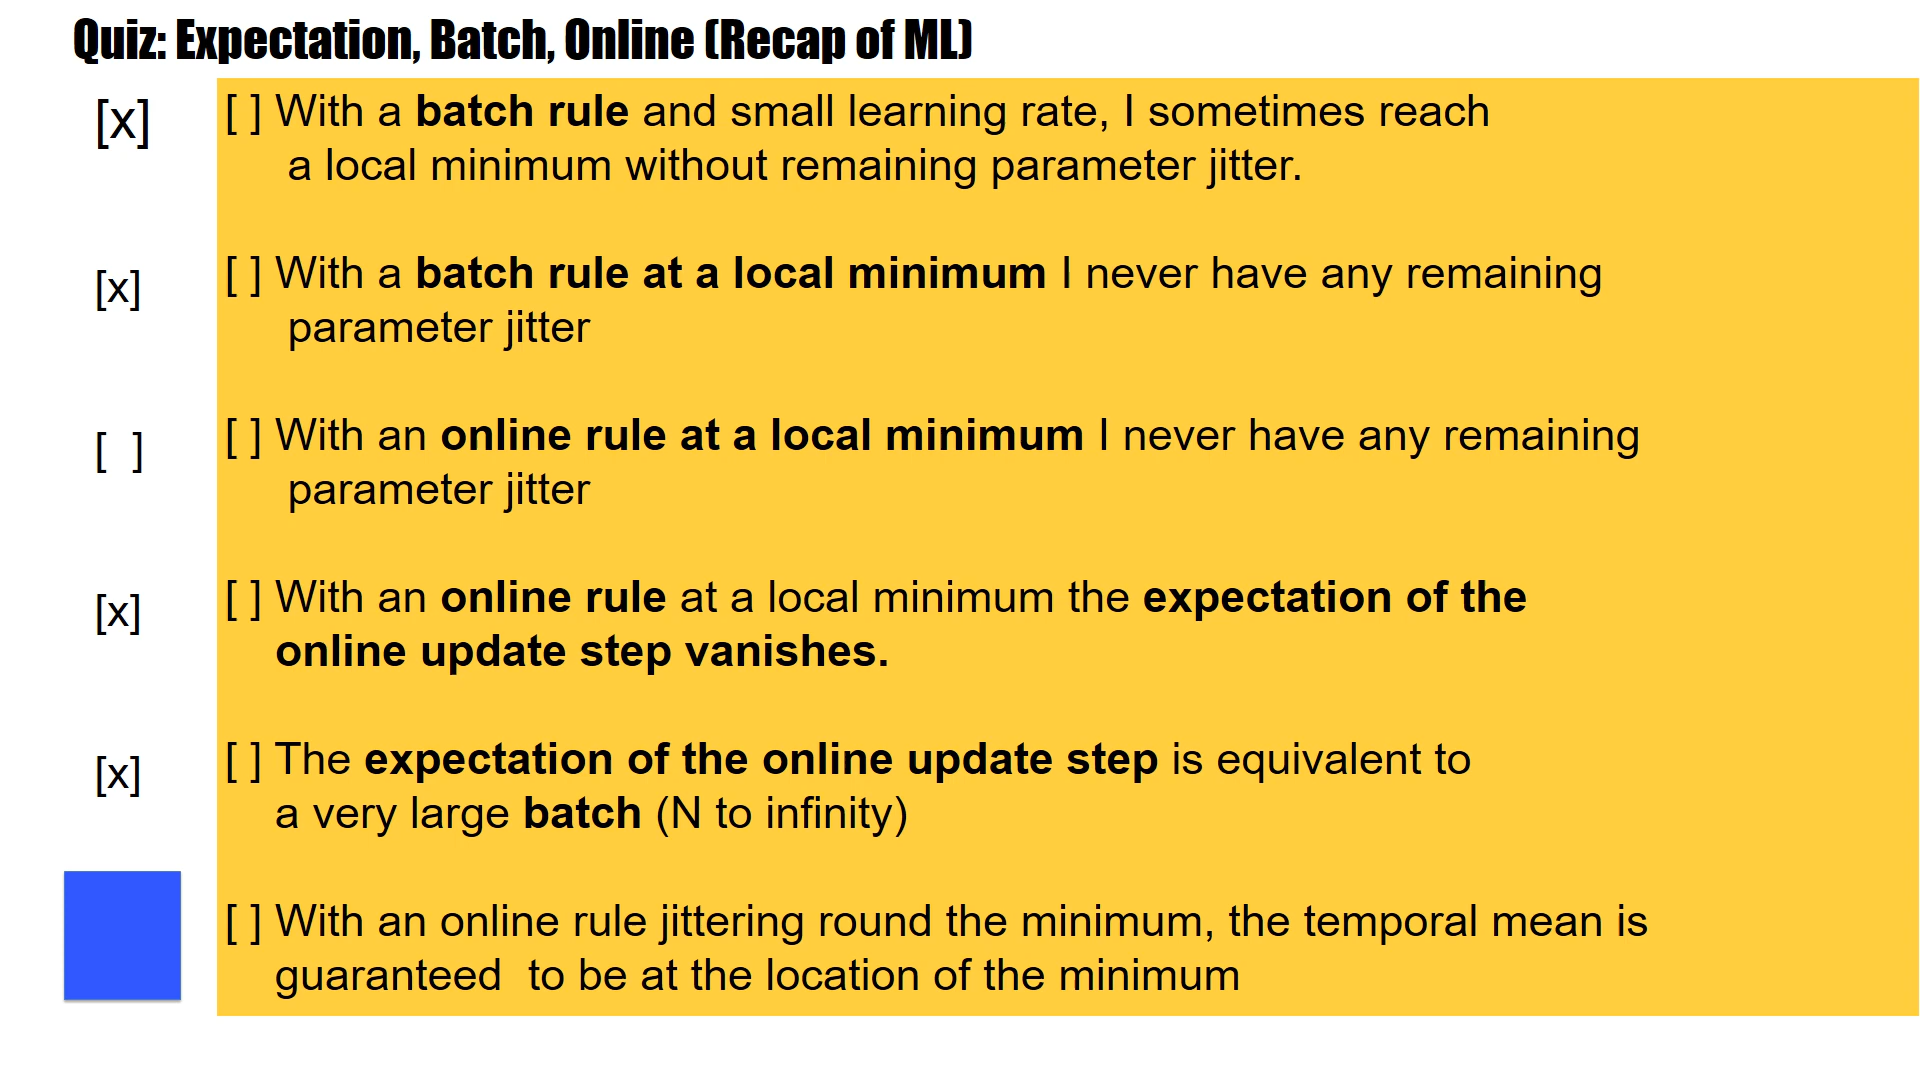 Quiz: Expectation, Batch, Online (Recap of ML)
[x] [ ] With a batch rule and small learning rate, I sometimes reach
a local minimum without remaining parameter jitter.
[x] [ ] With a batch rule at a local minimum I never have any remaining
parameter jitter
[ ] [ ] With an online rule at a local minimum I never have any remaining
parameter jitter
[x] [ ] With an online rule at a local minimum the expectation of the
online update step vanishes.
[x] [ ] The expectation of the online update step is equivalent to
a very large batch (N to infinity)
[ ] With an online rule jittering round the minimum, the temporal mean is
guaranteed to be at the location of the minimum